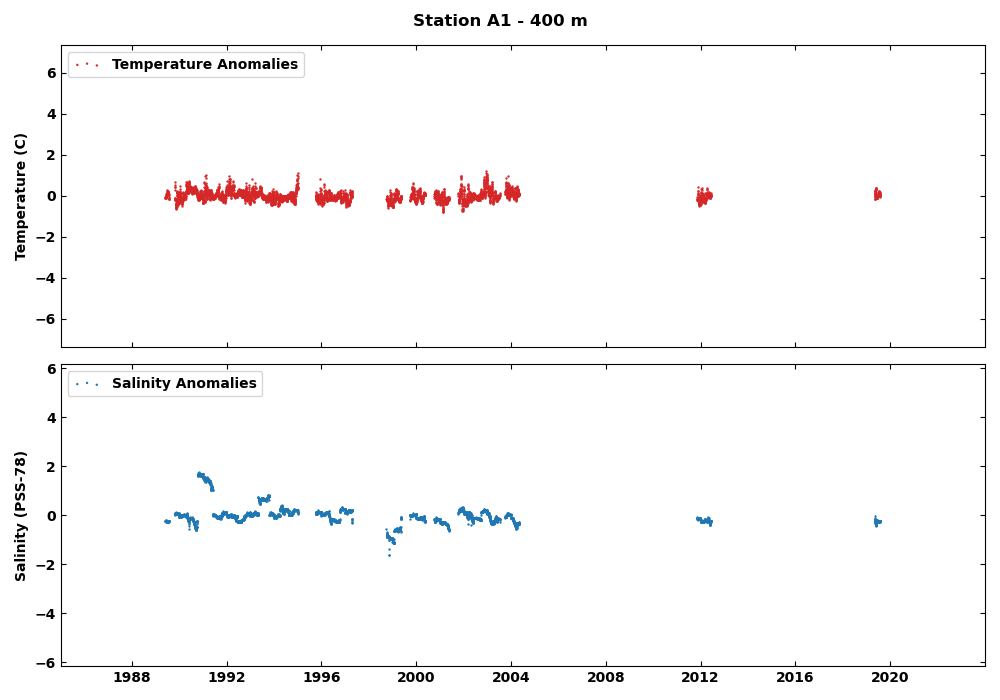 Station A1 - 400 m
Temperature Anomalies
Temperature (C)
6
4
2
0
−2
−4
−6
Salinity Anomalies
Salinity (PSS-78)
6
4
2
0
−2
−4
−6
1988 1992 1996 2000 2004 2008 2012 2016 2020